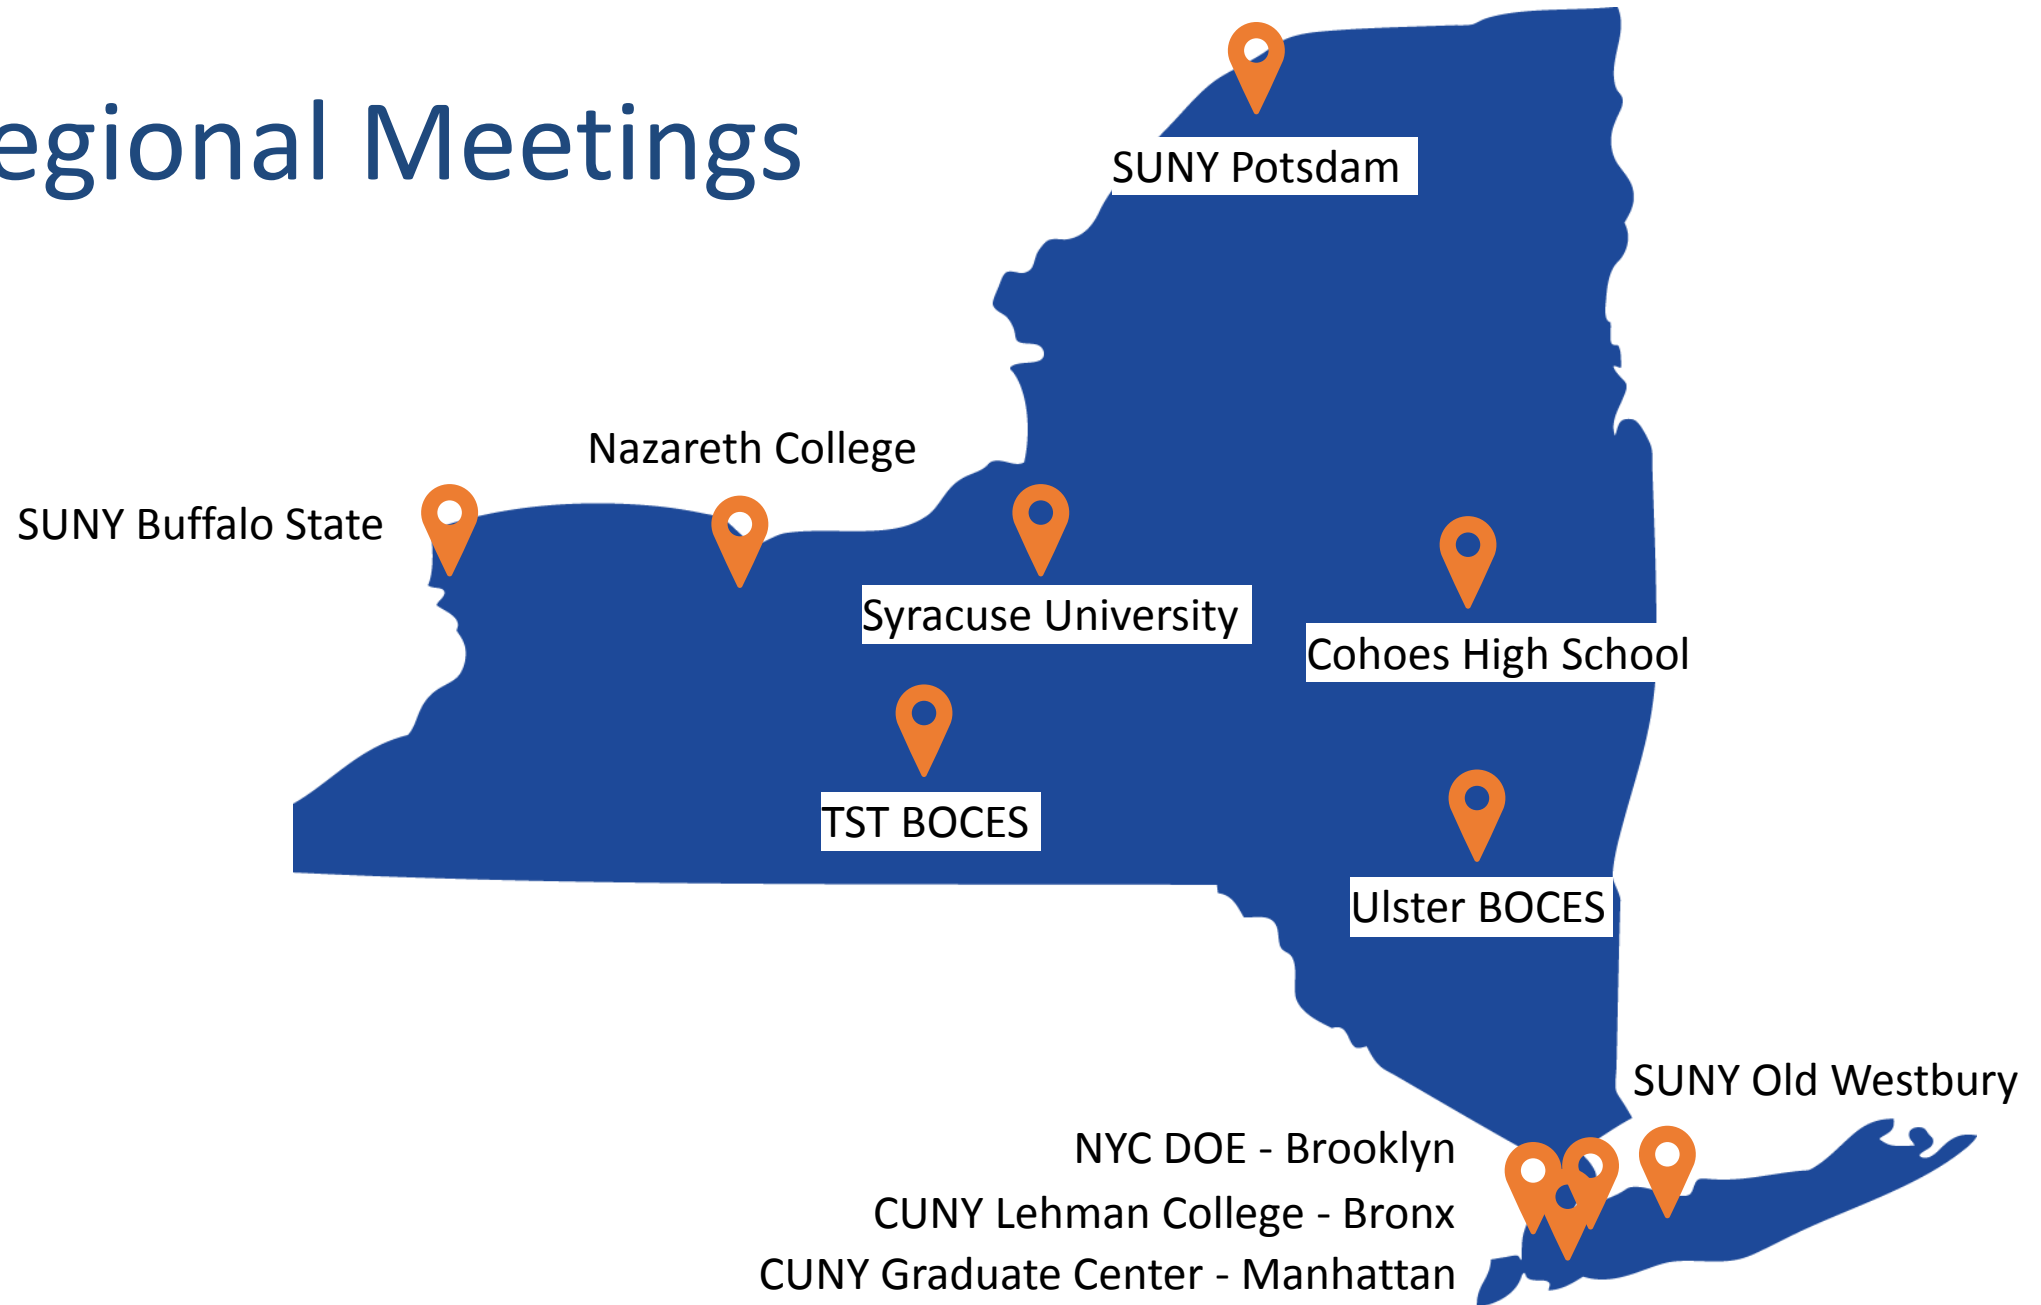 egional Meetings
SUNY Potsdam
Nazareth College
SUNY Buffalo State
Syracuse University
Cohoes High School
TST BOCES
Ulster BOCES
SUNY Old Westbury
NYC DOE - Brooklyn
CUNY Lehman College - Bronx
CUNY Graduate Center - Manhattan